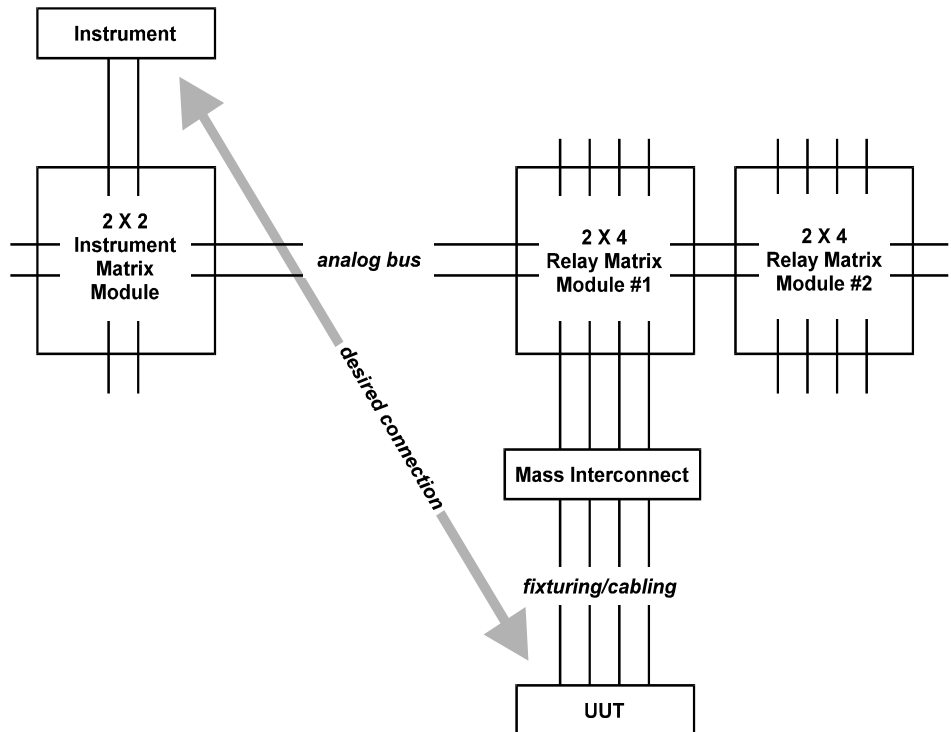 Instrument
2 X 2
Instrument
Matrix
Module
analog bus
2 X 4
Relay Matrix
Module #1
2 X 4
Relay Matrix
Module #2
desired connection
Mass Interconnect
fixturing/cabling
UUT